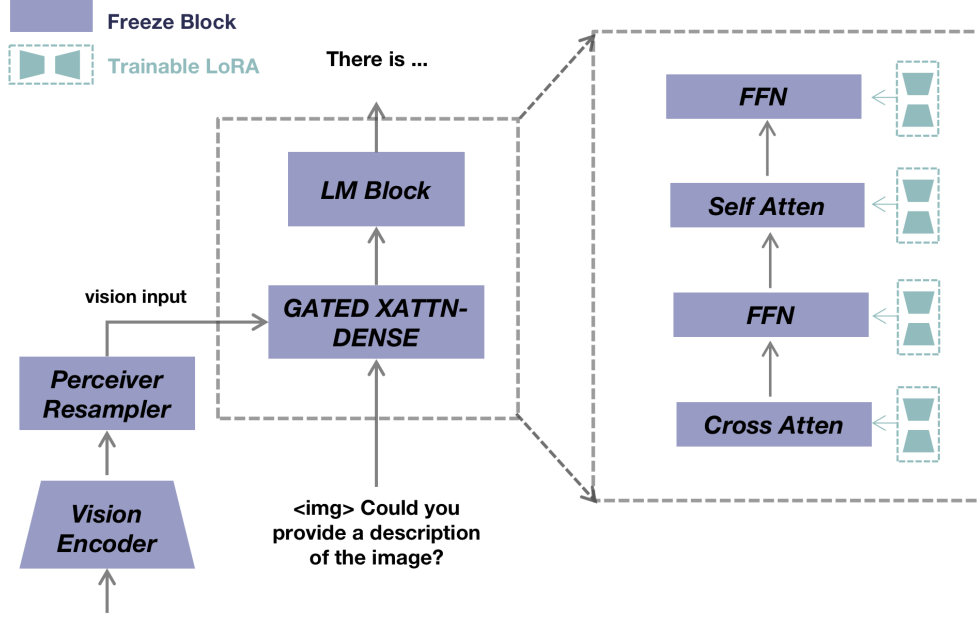 Freeze Block
Trainable LoRA
There is ...
LM Block
GATED XATTN-
DENSE
vision input
Perceiver
Resampler
Vision
Encoder
<img> Could you
provide a description
of the image?
FFN
Self Atten
FFN
Cross Atten